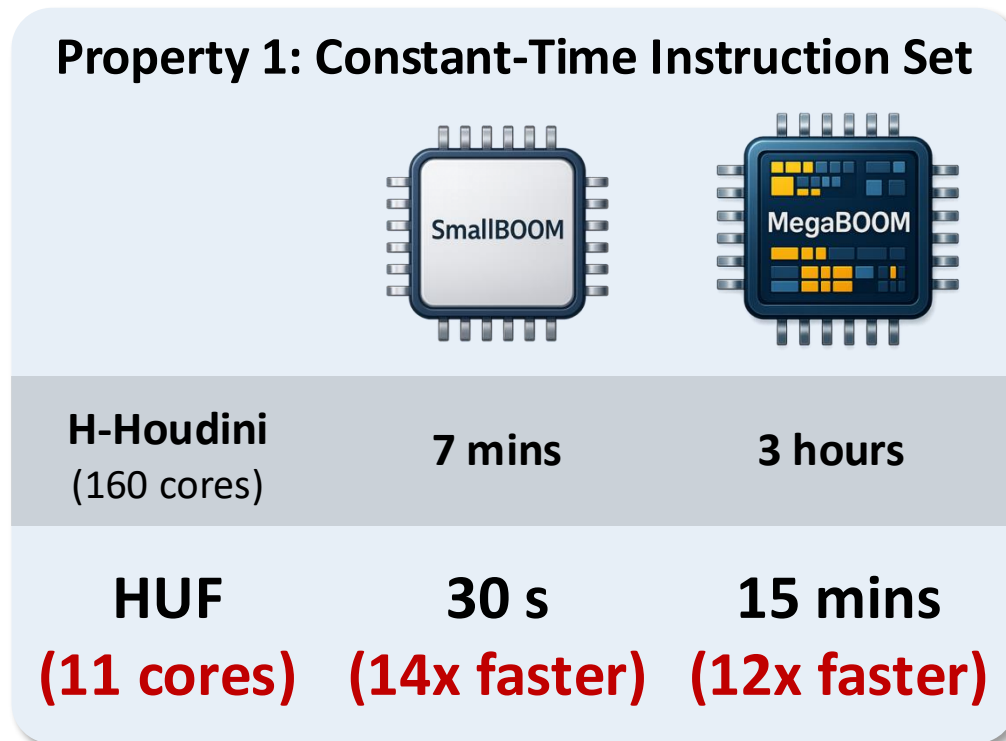 Property 1: Constant-Time Instruction Set
SmallBOOM
MegaBOOM
H-Houdini
(160 cores)
7 mins
3 hours
HUF
30 s
15 mins
(11 cores)
(14x faster)
(12x faster)